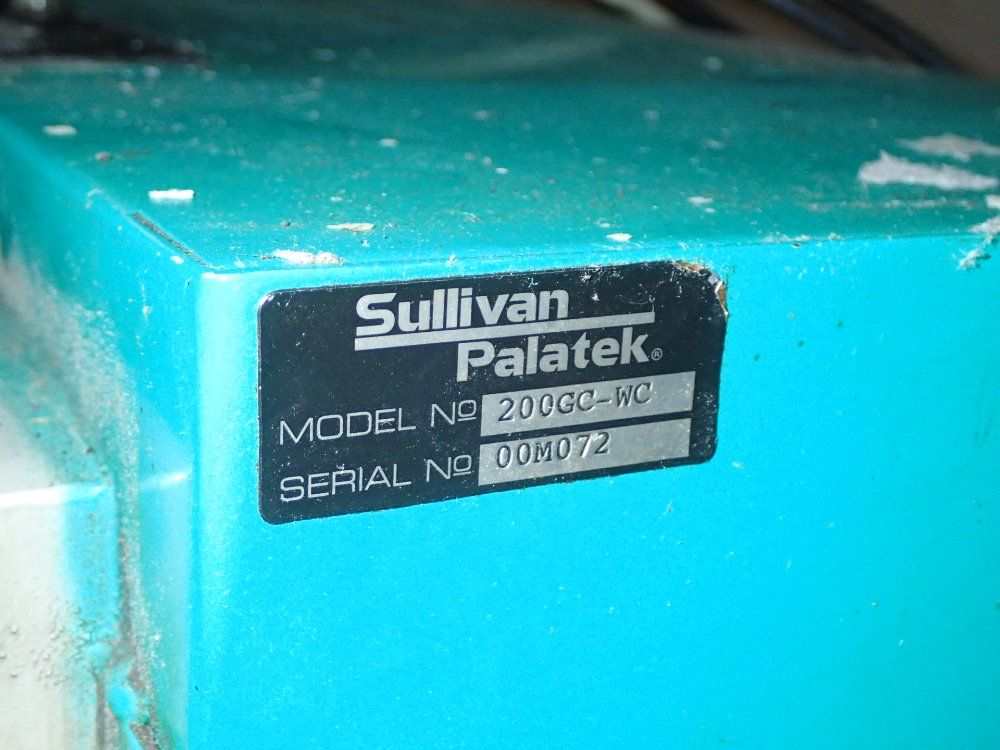 Sullivan
Palatek®
MODEL Nº 200GC-WC
SERIAL Nº 00M072